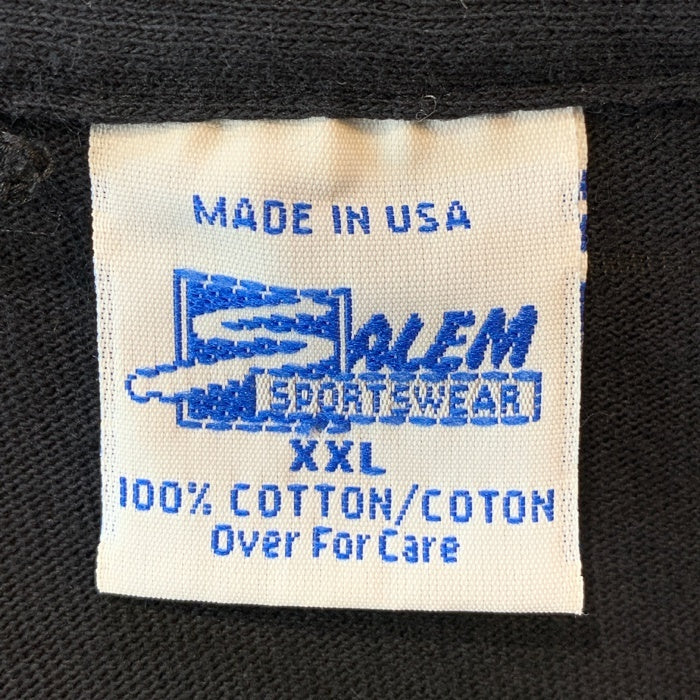 MADE IN USA
SALEM
SPORTSWEAR
XXL
100% COTTON/COTON
Over For Care